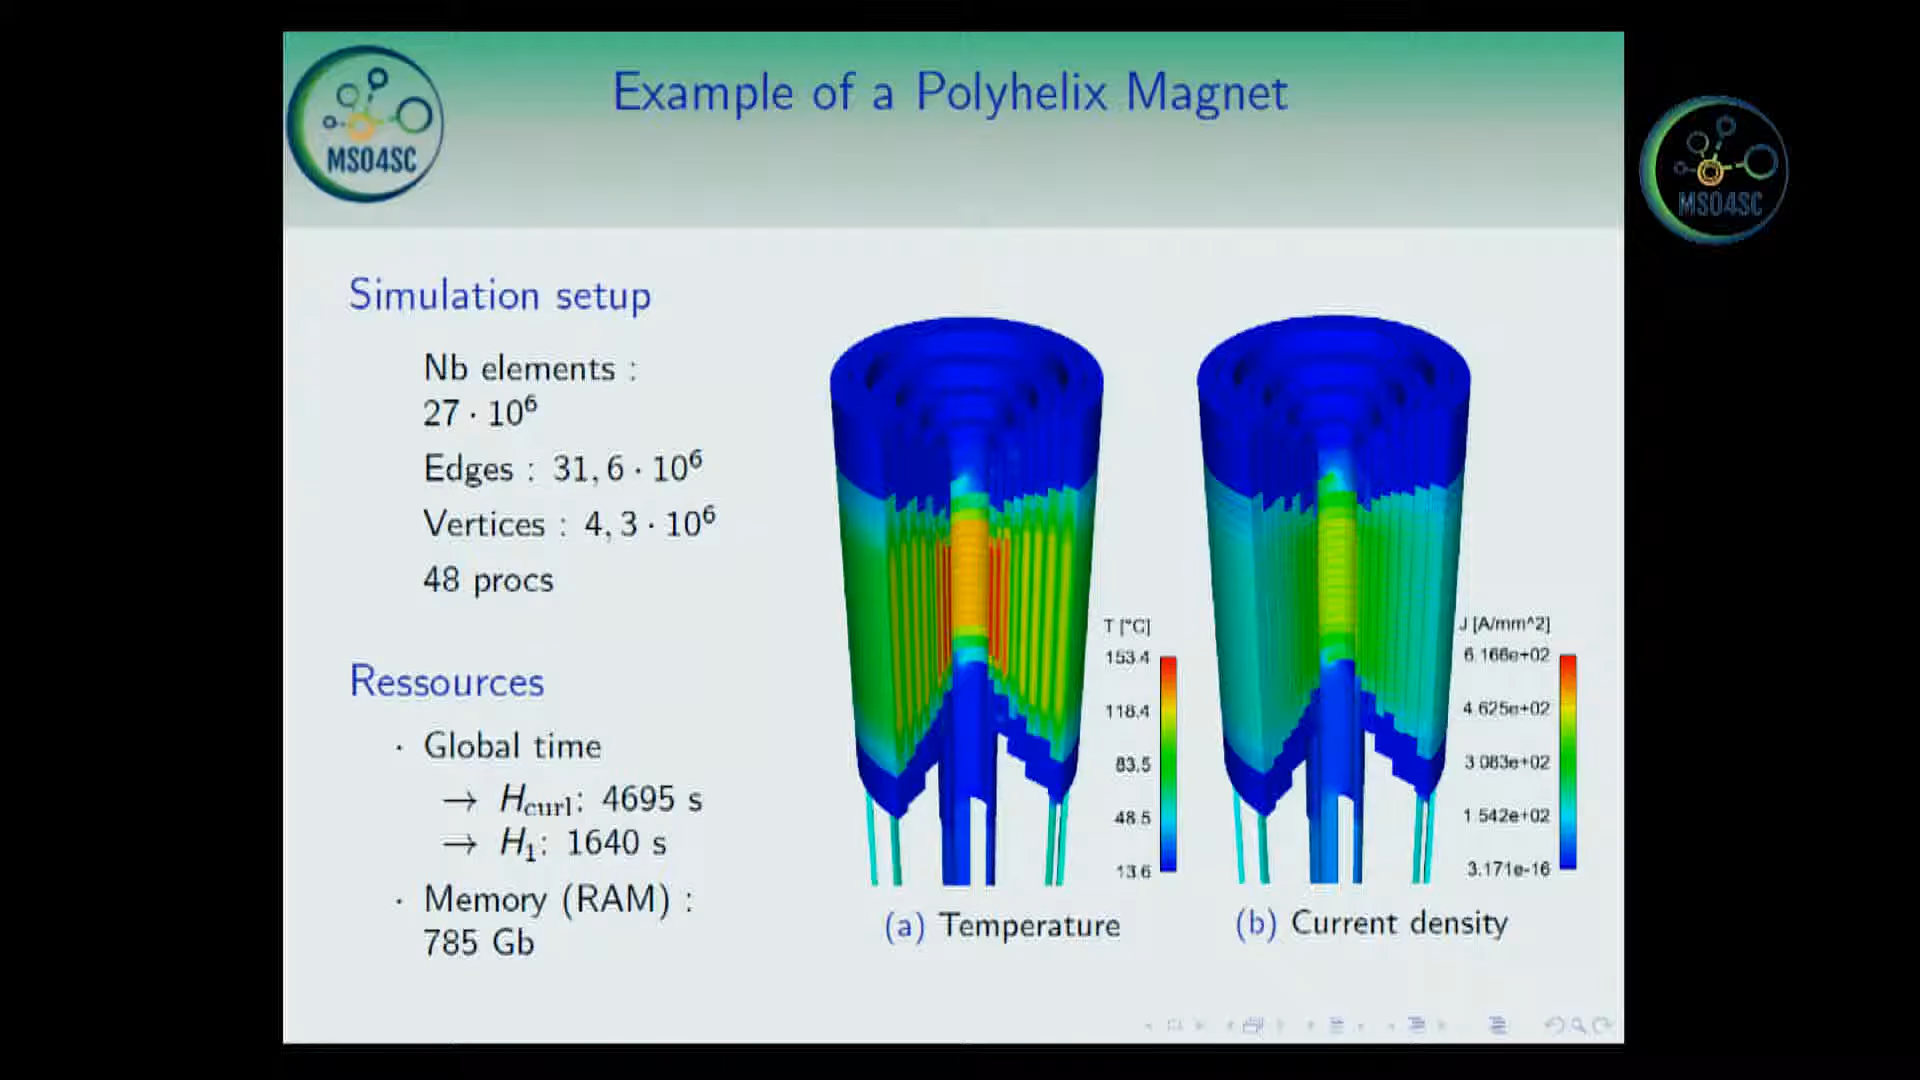 Example of a Polyhelix Magnet
MSO4SC
MSO4SC
Simulation setup
Nb elements :
27 · 10⁶
Edges : 31, 6 · 10⁶
Vertices : 4, 3 · 10⁶
48 procs
Ressources
· Global time
→ Hcurl: 4695 s
→ H₁: 1640 s
· Memory (RAM) :
785 Gb
T [°C]
153.4
118.4
83.5
48.5
13.6
(a) Temperature
J [A/mm^2]
6.166e+02
4.625e+02
3.083e+02
1.542e+02
3.171e-16
(b) Current density